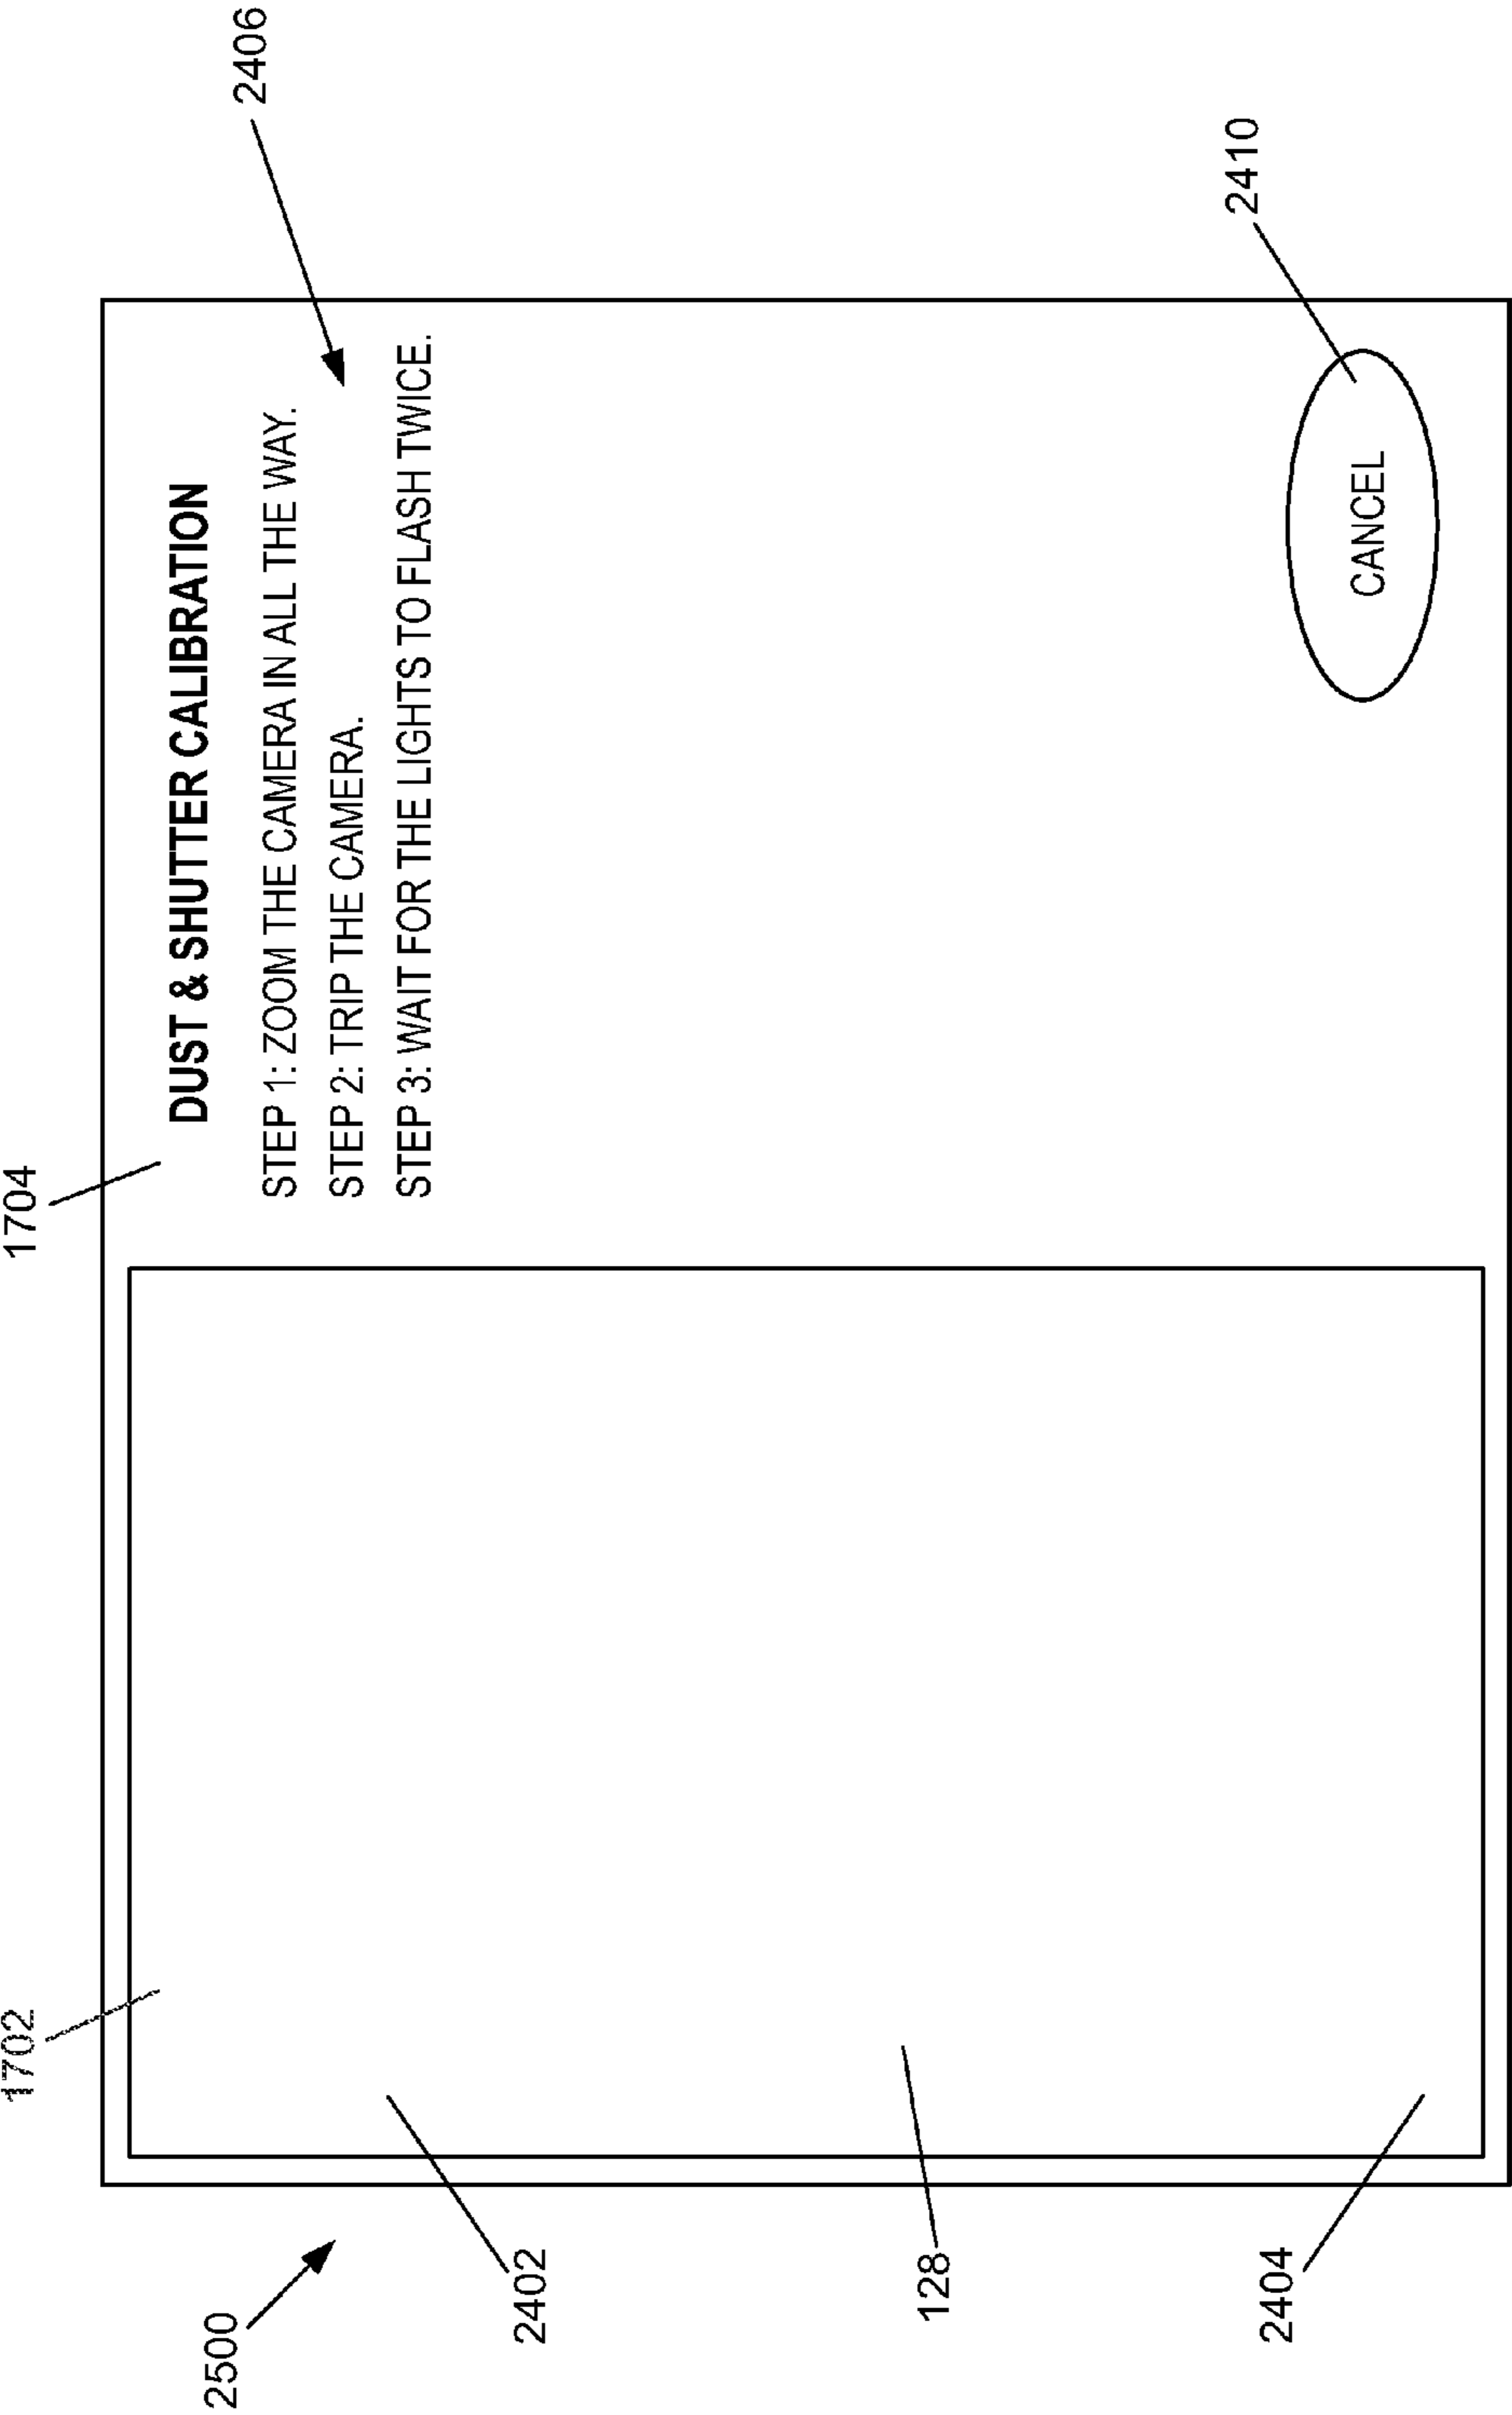 1702
1704
2500
DUST & SHUTTER CALIBRATION
2406
STEP 1: ZOOM THE CAMERA IN ALL THE WAY.
STEP 2: TRIP THE CAMERA.
STEP 3: WAIT FOR THE LIGHTS TO FLASH TWICE.
2402
128
2410
2404
CANCEL